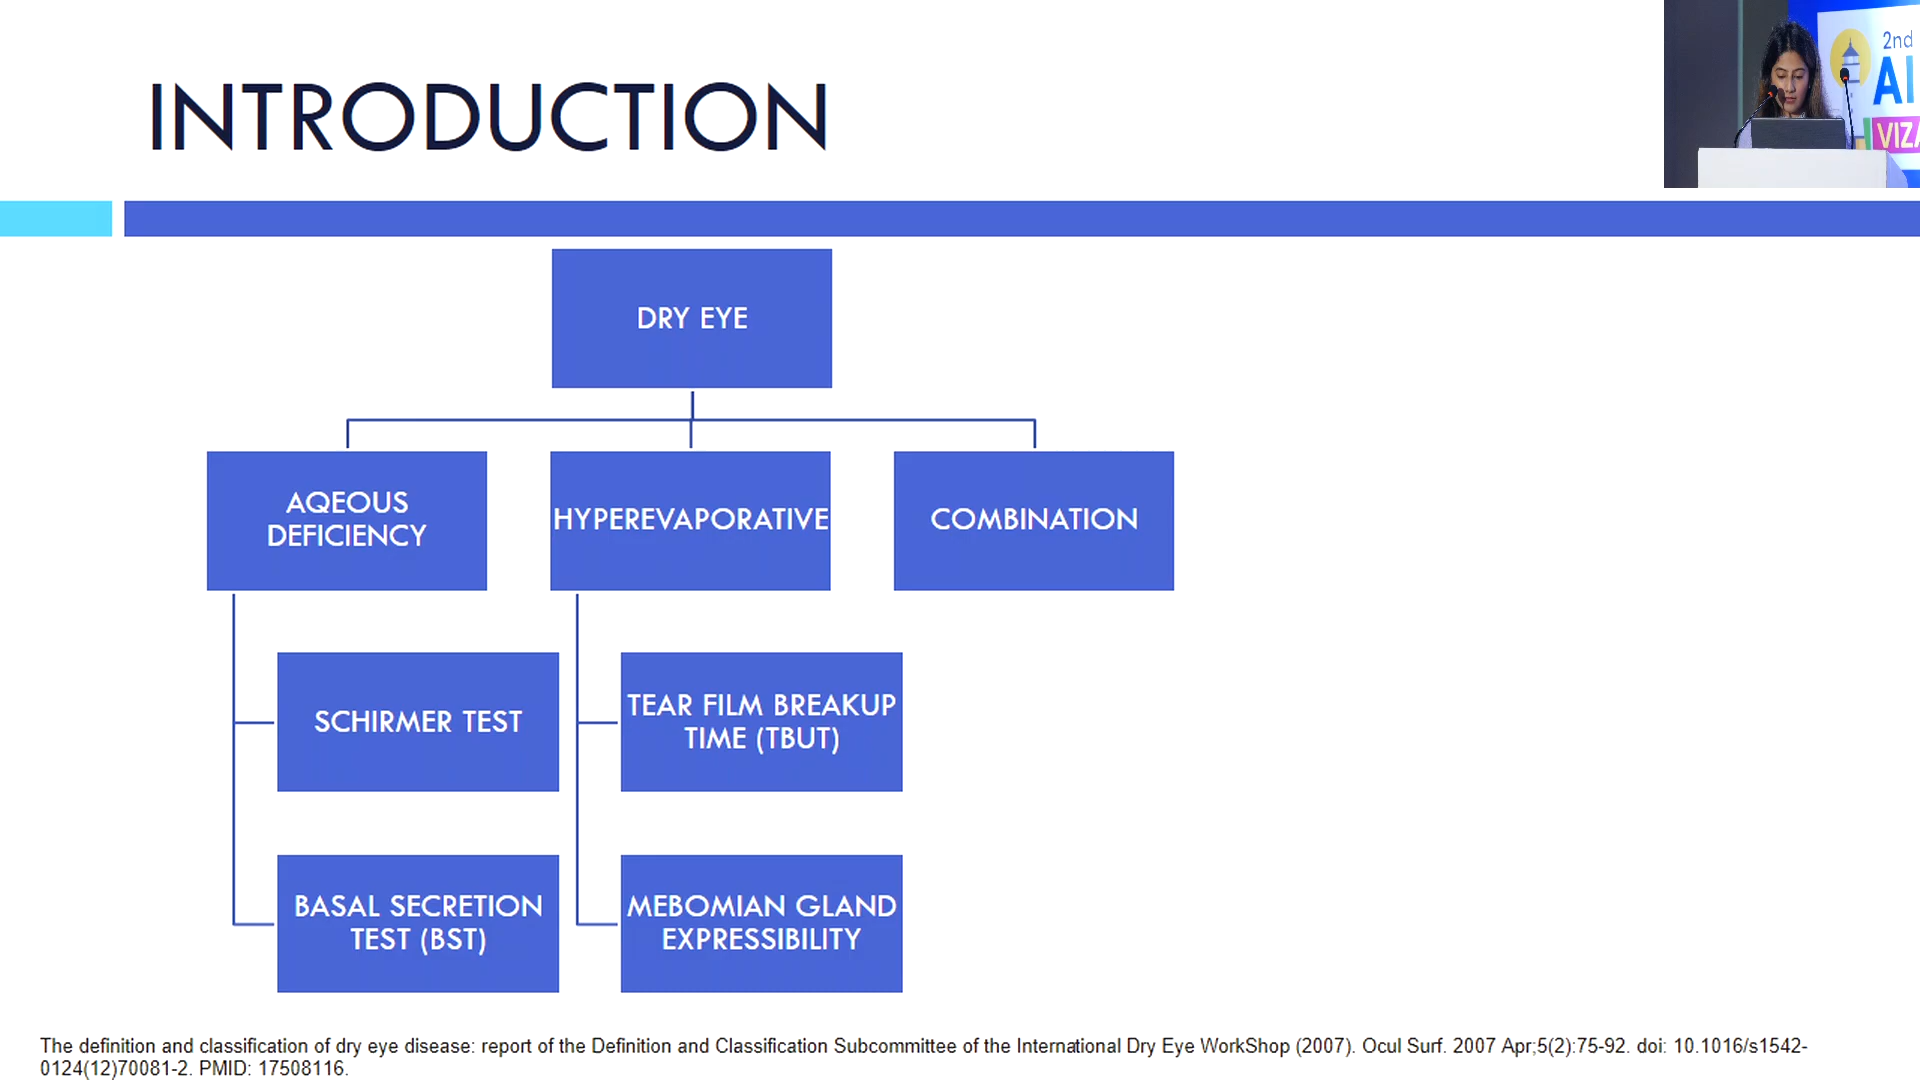 INTRODUCTION
2nd
AI
VIZ
DRY EYE
AQEOUS
DEFICIENCY
HYPEREVAPORATIVE
COMBINATION
SCHIRMER TEST
TEAR FILM BREAKUP
TIME (TBUT)
BASAL SECRETION
TEST (BST)
MEBOMIAN GLAND
EXPRESSIBILITY
The definition and classification of dry eye disease: report of the Definition and Classification Subcommittee of the International Dry Eye WorkShop (2007). Ocul Surf. 2007 Apr;5(2):75-92. doi: 10.1016/s1542-
0124(12)70081-2. PMID: 17508116.